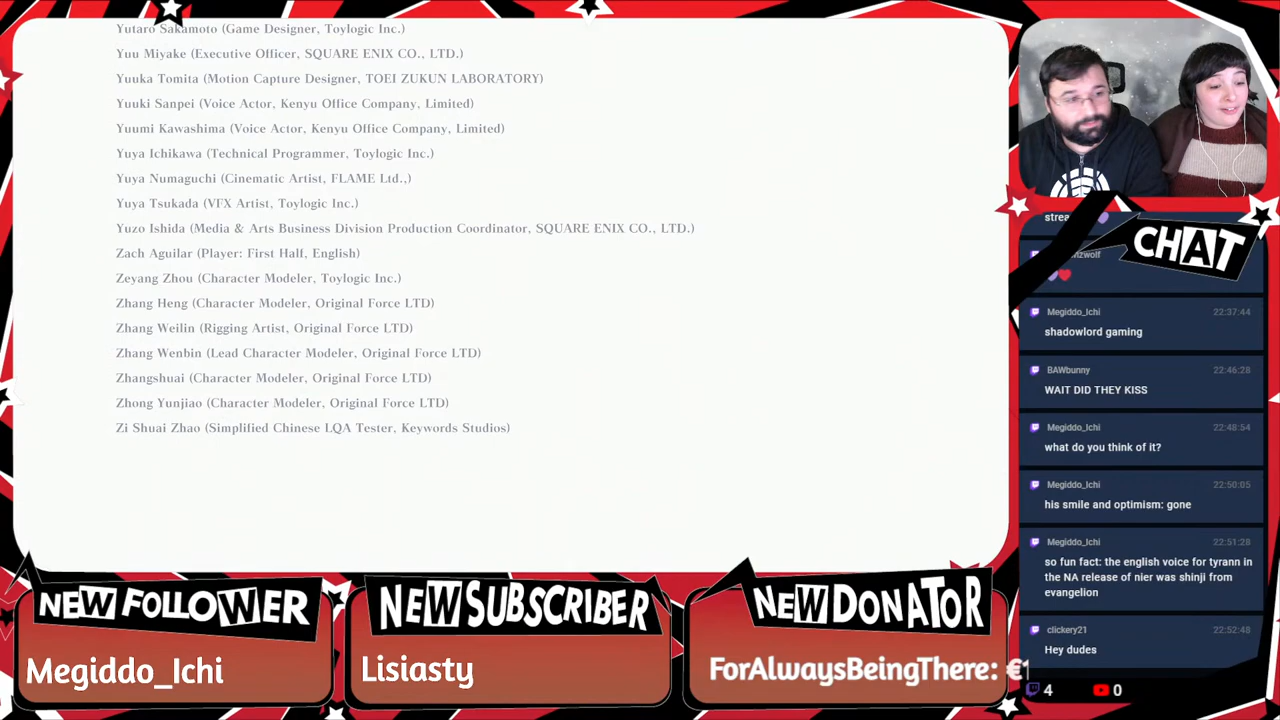 Yutaro Sakamoto (Game Designer, Toylogic Inc.)
Yuu Miyake (Executive Officer, SQUARE ENIX CO., LTD.)
Yuuka Tomita (Motion Capture Designer, TOEI ZUKUN LABORATORY)
Yuuki Sanpei (Voice Actor, Kenyu Office Company, Limited)
Yuumi Kawashima (Voice Actor, Kenyu Office Company, Limited)
Yuya Ichikawa (Technical Programmer, Toylogic Inc.)
Yuya Numaguchi (Cinematic Artist, FLAME Ltd.,)
Yuya Tsukada (VFX Artist, Toylogic Inc.)
Yuzo Ishida (Media & Arts Business Division Production Coordinator, SQUARE ENIX CO., LTD.)
Zach Aguilar (Player: First Half, English)
Zeyang Zhou (Character Modeler, Toylogic Inc.)
Zhang Heng (Character Modeler, Original Force LTD)
Zhang Weilin (Rigging Artist, Original Force LTD)
Zhang Wenbin (Lead Character Modeler, Original Force LTD)
Zhangshuai (Character Modeler, Original Force LTD)
Zhong Yunjiao (Character Modeler, Original Force LTD)
Zi Shuai Zhao (Simplified Chinese LQA Tester, Keywords Studios)
CHAT
Megiddo_Ichi 22:37:44
shadowlord gaming
BAWbunny 22:46:28
WAIT DID THEY KISS
Megiddo_Ichi 22:48:54
what do you think of it?
Megiddo_Ichi 22:50:05
his smile and optimism: gone
Megiddo_Ichi 22:51:28
so fun fact: the english voice for tyrann in
the NA release of nier was shinji from
evangelion
clickery21 22:52:48
Hey dudes
4 0
NEW FOLLOWER
Megiddo_Ichi
NEW SUBSCRIBER
Lisiasty
NEW DONATOR
ForAlwaysBeingThere: €